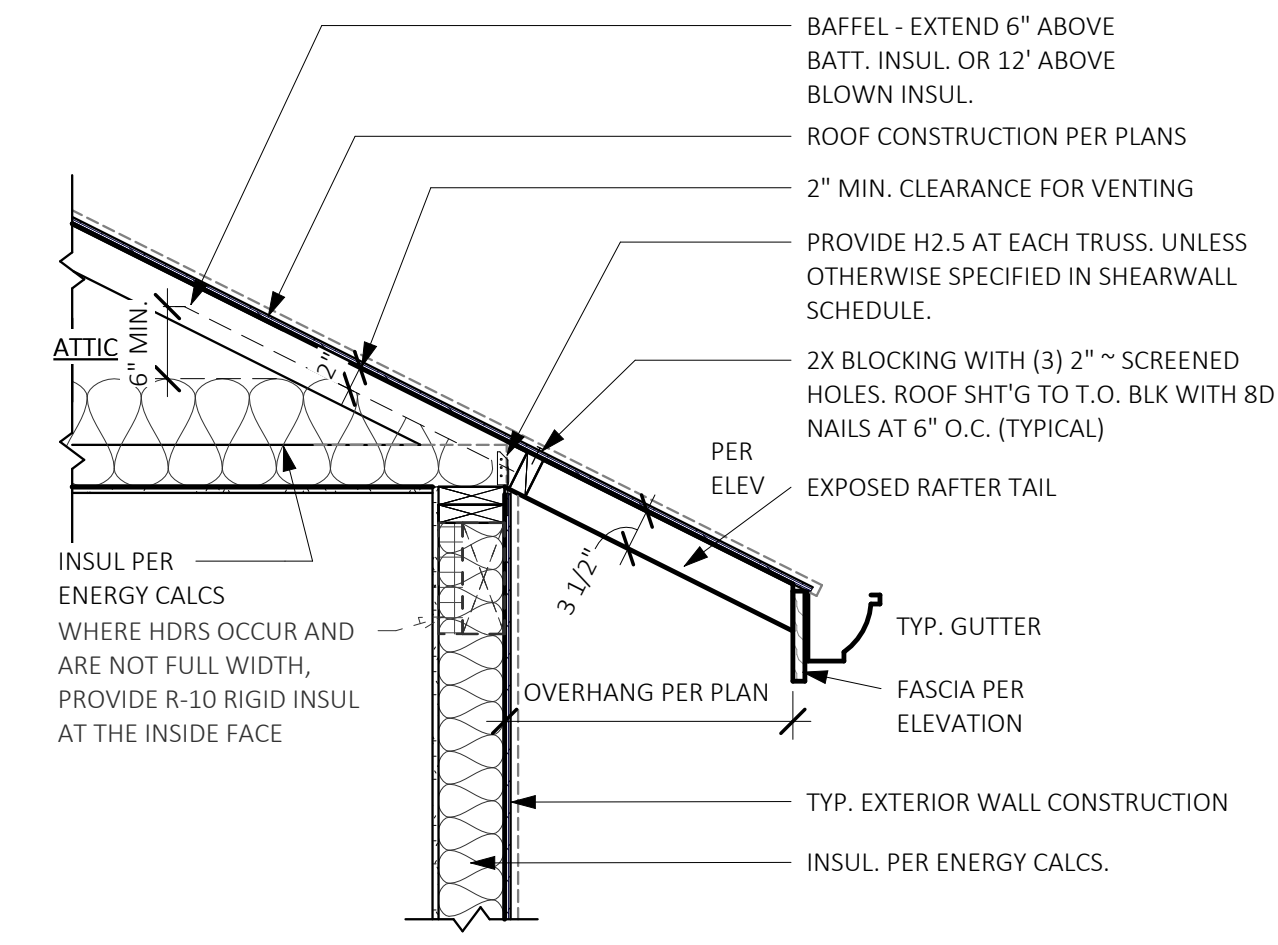 BAFFEL - EXTEND 6" ABOVE
BATT. INSUL. OR 12' ABOVE
BLOWN INSUL.
ROOF CONSTRUCTION PER PLANS
2" MIN. CLEARANCE FOR VENTING
PROVIDE H2.5 AT EACH TRUSS. UNLESS
OTHERWISE SPECIFIED IN SHEARWALL
SCHEDULE.
2X BLOCKING WITH (3) 2" ~ SCREENED
HOLES. ROOF SHT'G TO T.O. BLK WITH 8D
NAILS AT 6" O.C. (TYPICAL)
PER
ELEV
EXPOSED RAFTER TAIL
ATTIC
6" MIN.
2"
3 1/2"
INSUL PER
ENERGY CALCS
WHERE HDRS OCCUR AND
ARE NOT FULL WIDTH,
PROVIDE R-10 RIGID INSUL
AT THE INSIDE FACE
TYP. GUTTER
OVERHANG PER PLAN
FASCIA PER
ELEVATION
TYP. EXTERIOR WALL CONSTRUCTION
INSUL. PER ENERGY CALCS.